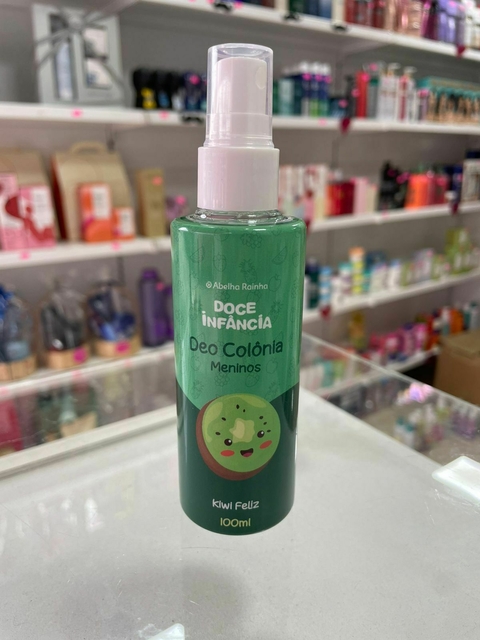 Abelha Rainha
DOCE
INFÂNCIA
Deo Colônia
Meninos
Kiwi Feliz
100ml